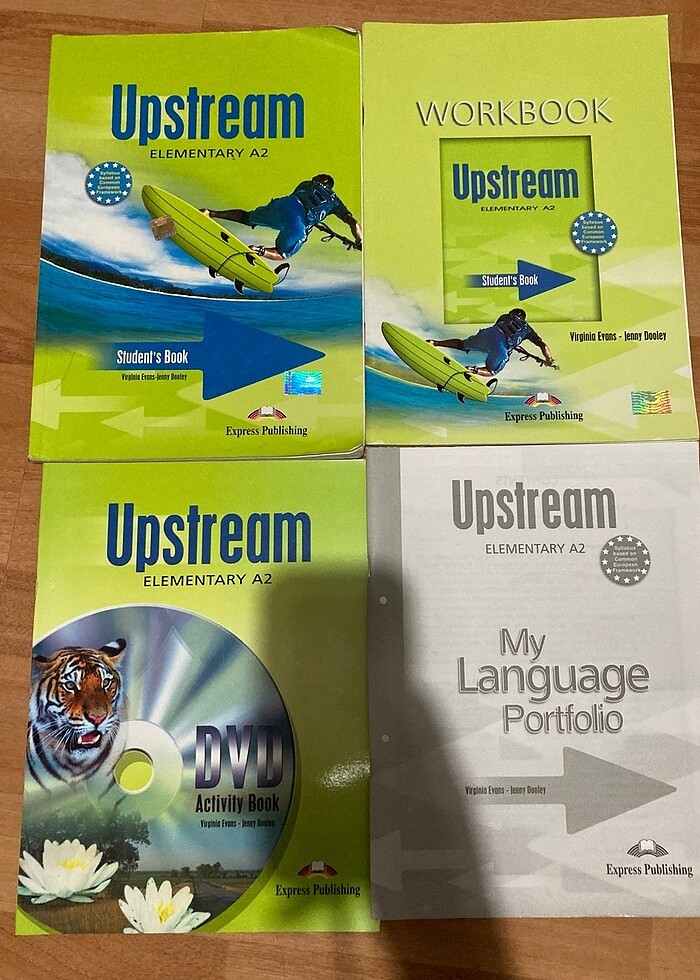 Upstream
ELEMENTARY A2
Syllabus
based on
Common
European
Framework
Student's Book
Virginia Evans-Jenny Dooley
Express Publishing
WORKBOOK
Upstream
ELEMENTARY A2
Syllabus
based on
Common
European
Framework
Student's Book
Virginia Evans - Jenny Dooley
Express Publishing
Upstream
ELEMENTARY A2
DVD
Activity Book
Virginia Evans - Jenny Dooley
Express Publishing
Upstream
ELEMENTARY A2
Syllabus
based on
Common
European
Framework
My
Language
Portfolio
Virginia Evans - Jenny Dooley
Express Publishing